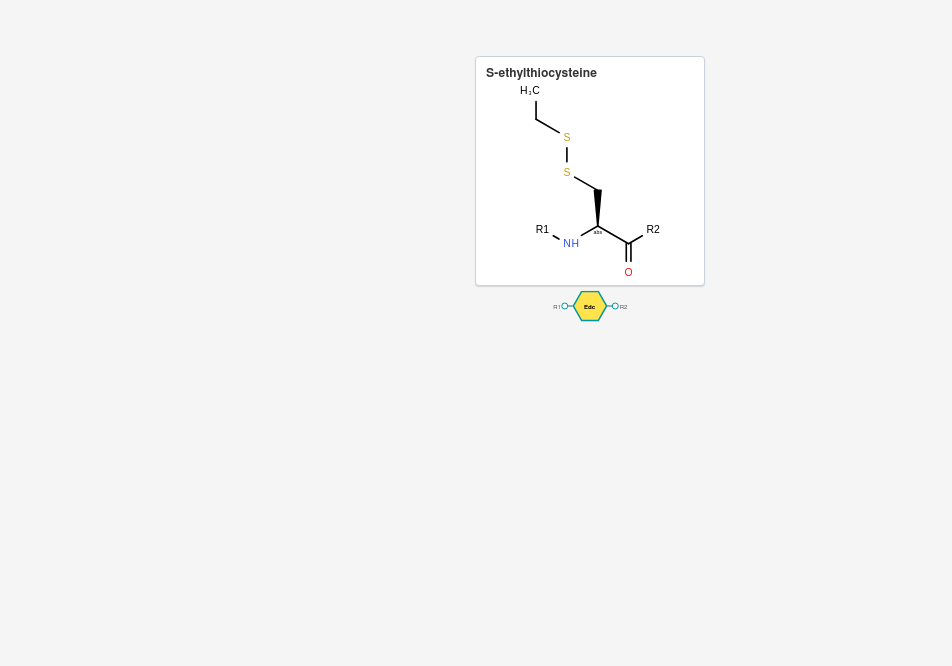 S-ethylthiocysteine
H₃C
S
S
R1 NH abs R2
O
R1 Edc R2